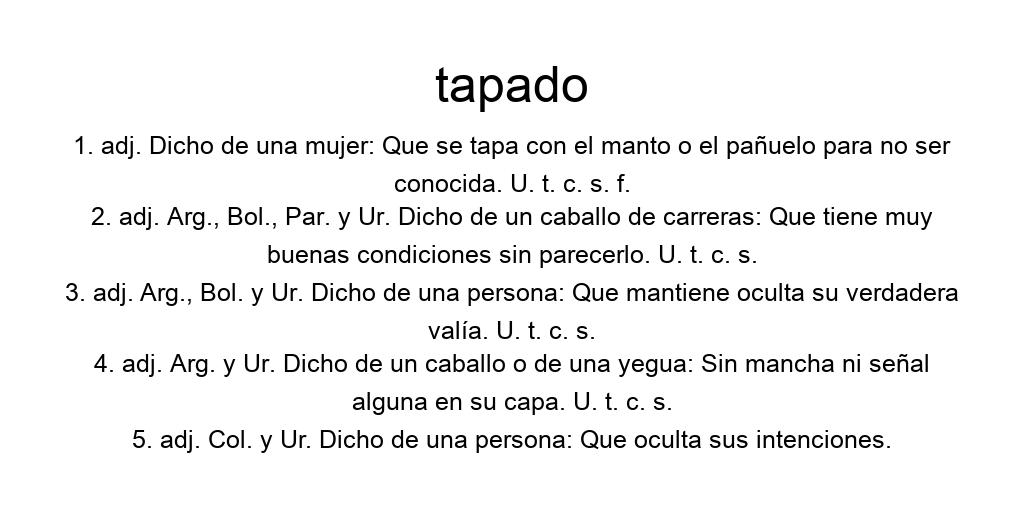 tapado
1. adj. Dicho de una mujer: Que se tapa con el manto o el pañuelo para no ser
conocida. U. t. c. s. f.
2. adj. Arg., Bol., Par. y Ur. Dicho de un caballo de carreras: Que tiene muy
buenas condiciones sin parecerlo. U. t. c. s.
3. adj. Arg., Bol. y Ur. Dicho de una persona: Que mantiene oculta su verdadera
valía. U. t. c. s.
4. adj. Arg. y Ur. Dicho de un caballo o de una yegua: Sin mancha ni señal
alguna en su capa. U. t. c. s.
5. adj. Col. y Ur. Dicho de una persona: Que oculta sus intenciones.